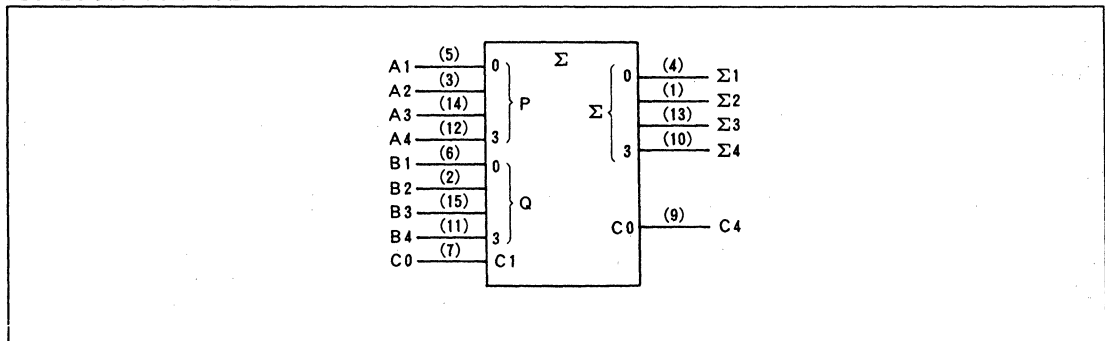 Σ
A1 (5) 0
A2 (3)
A3 (14)
A4 (12) 3
P
B1 (6) 0
B2 (2)
B3 (15)
B4 (11) 3
Q
C0 (7) C1
Σ
0 (4) Σ1
(1) Σ2
(13) Σ3
3 (10) Σ4
C0 (9) C4